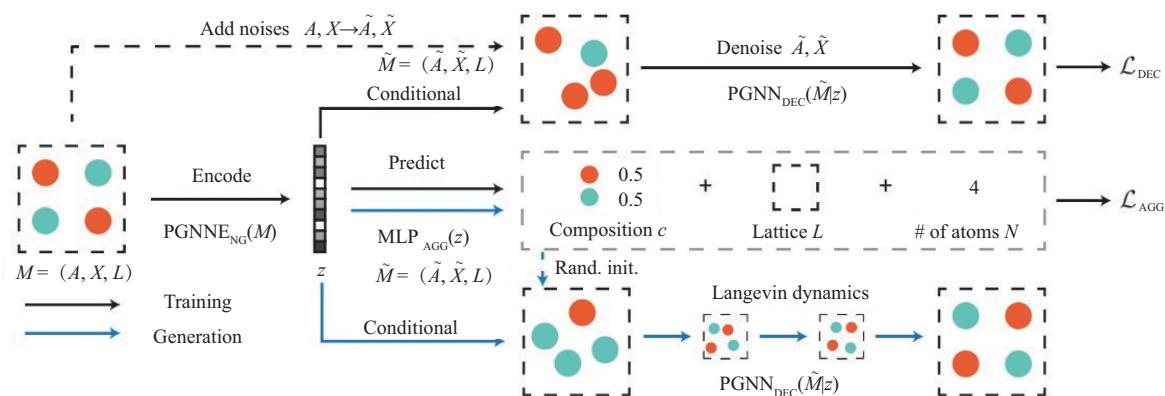 Add noises A, X→Ã, X̃
M̃ = (Ã, X̃, L)
Conditional
Denoise Ã, X̃
PGNN_DEC(M̃|z)
ℒ_DEC
Encode
PGNNE_NG(M)
M = (A, X, L)
z
Predict
MLP_AGG(z)
0.5
0.5
Composition c
+
Lattice L
+
4
# of atoms N
ℒ_AGG
Rand. init.
M̃ = (Ã, X̃, L)
Conditional
Langevin dynamics
PGNN_DEC(M̃|z)
Training
Generation